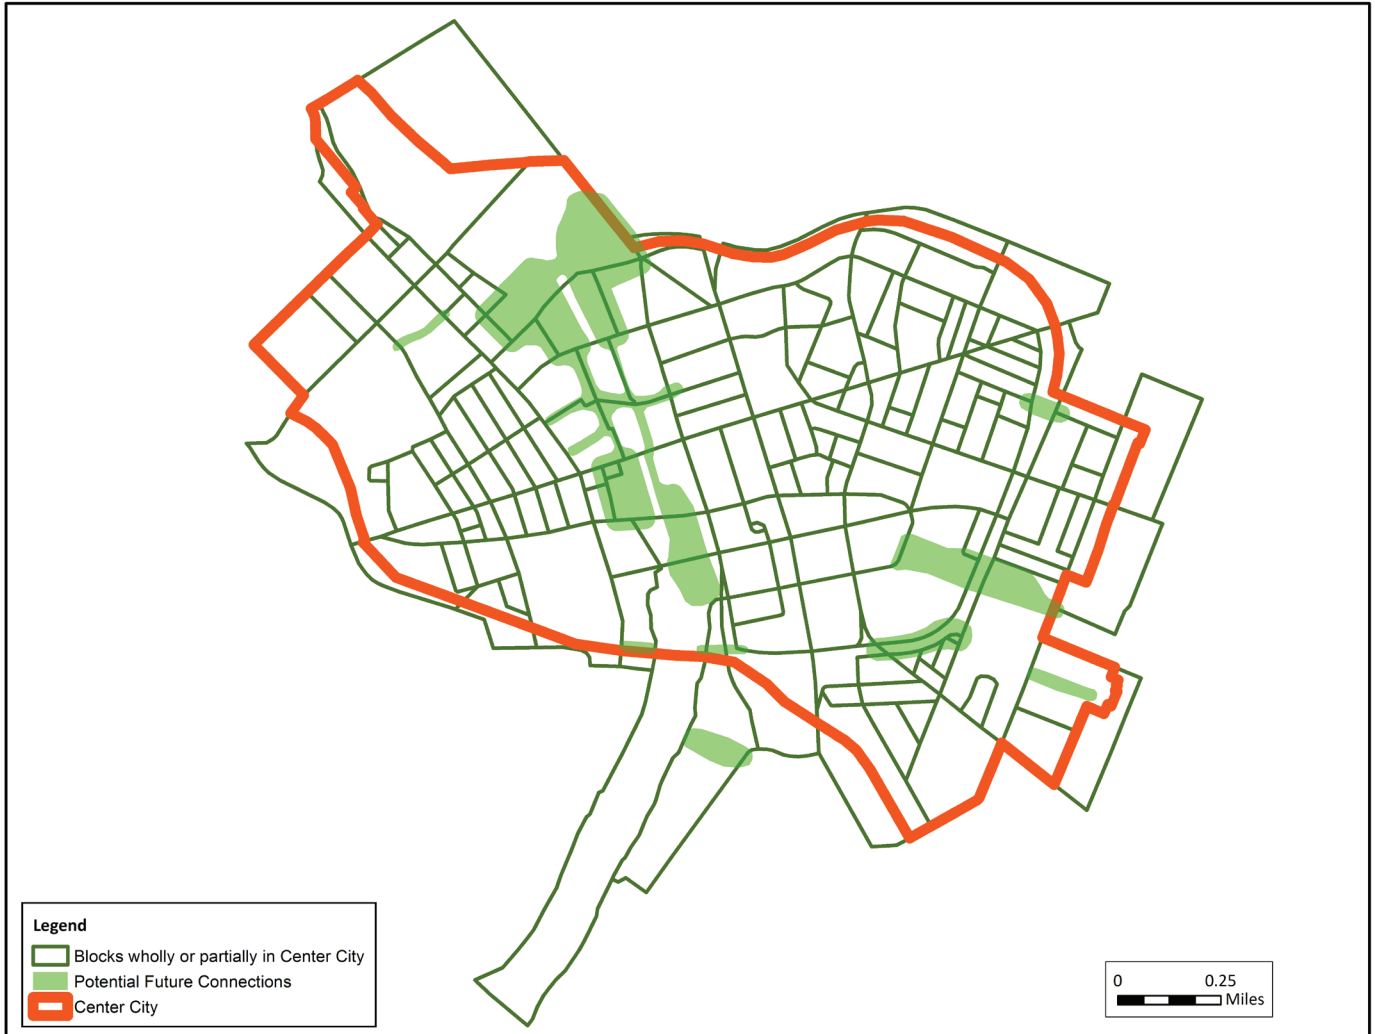 Legend
Blocks wholly or partially in Center City
Potential Future Connections
Center City
0 0.25
Miles